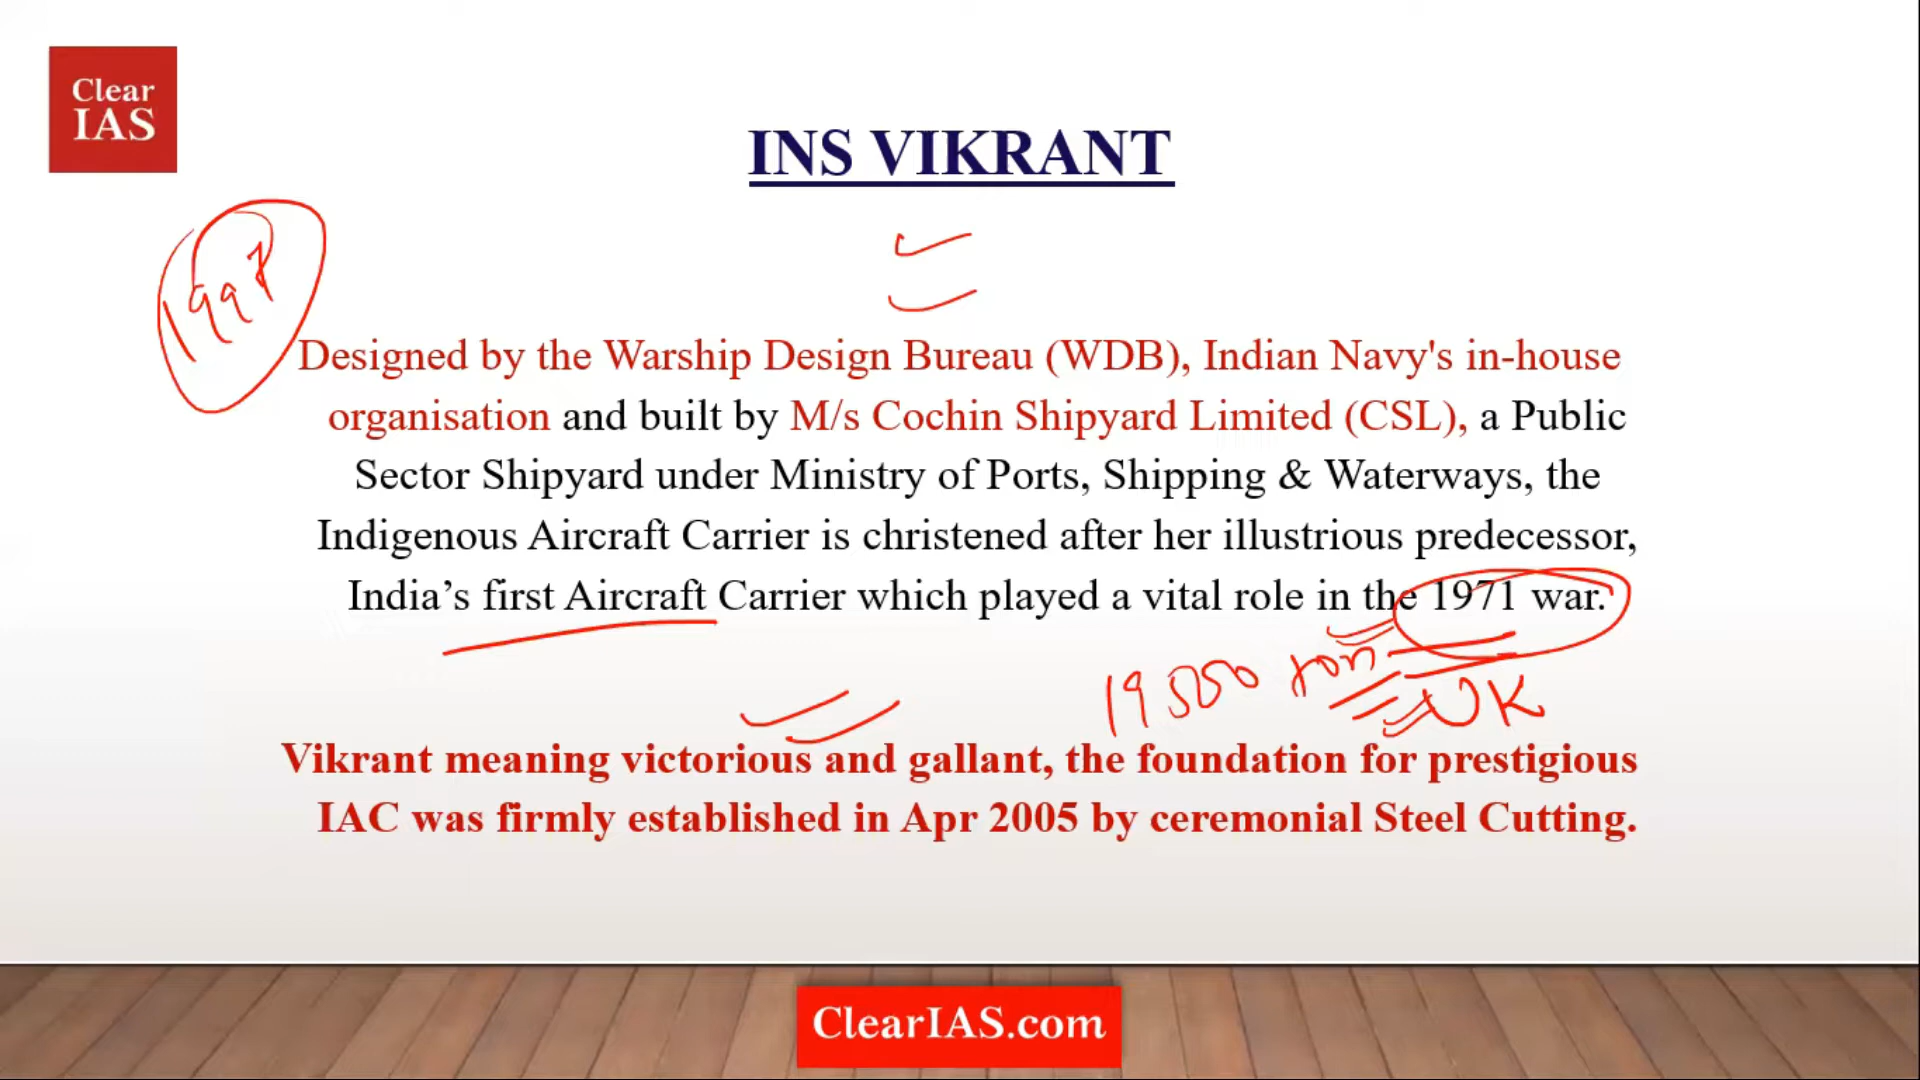 Clear
IAS
INS VIKRANT
1997
Designed by the Warship Design Bureau (WDB), Indian Navy's in-house
organisation and built by M/s Cochin Shipyard Limited (CSL), a Public
Sector Shipyard under Ministry of Ports, Shipping & Waterways, the
Indigenous Aircraft Carrier is christened after her illustrious predecessor,
India’s first Aircraft Carrier which played a vital role in the 1971 war.
ton
UK
Vikrant meaning victorious and gallant, the foundation for prestigious
IAC was firmly established in Apr 2005 by ceremonial Steel Cutting.
ClearIAS.com